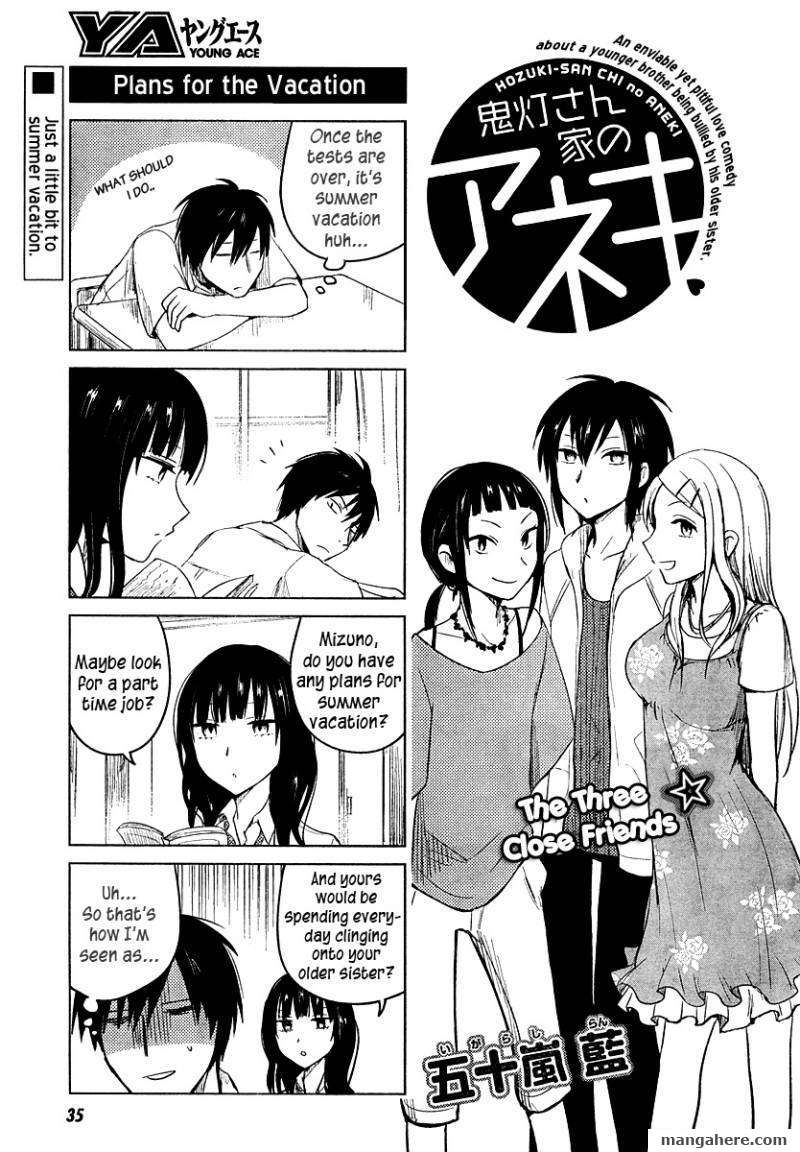 YA ヤングエース
YOUNG ACE
An enviable yet pitiful love comedy
about a younger brother being bullied by his older sister.
HOZUKI-SAN CHI no ANEKI
鬼灯さん
家の
アネキ
Plans for the Vacation
Just a little bit to
summer vacation.
Once the
tests are
over, it's
summer
vacation
huh...
WHAT SHOULD
I DO..
Mizuno,
do you have
any plans for
summer
vacation?
Maybe look
for a part
time job?
And yours
would be
spending every-
day clinging
onto your
older sister?
Uh...
So that's
how I'm
seen as...
The Three
Close Friends
いがらし らん
五十嵐 藍
35
mangahere.com